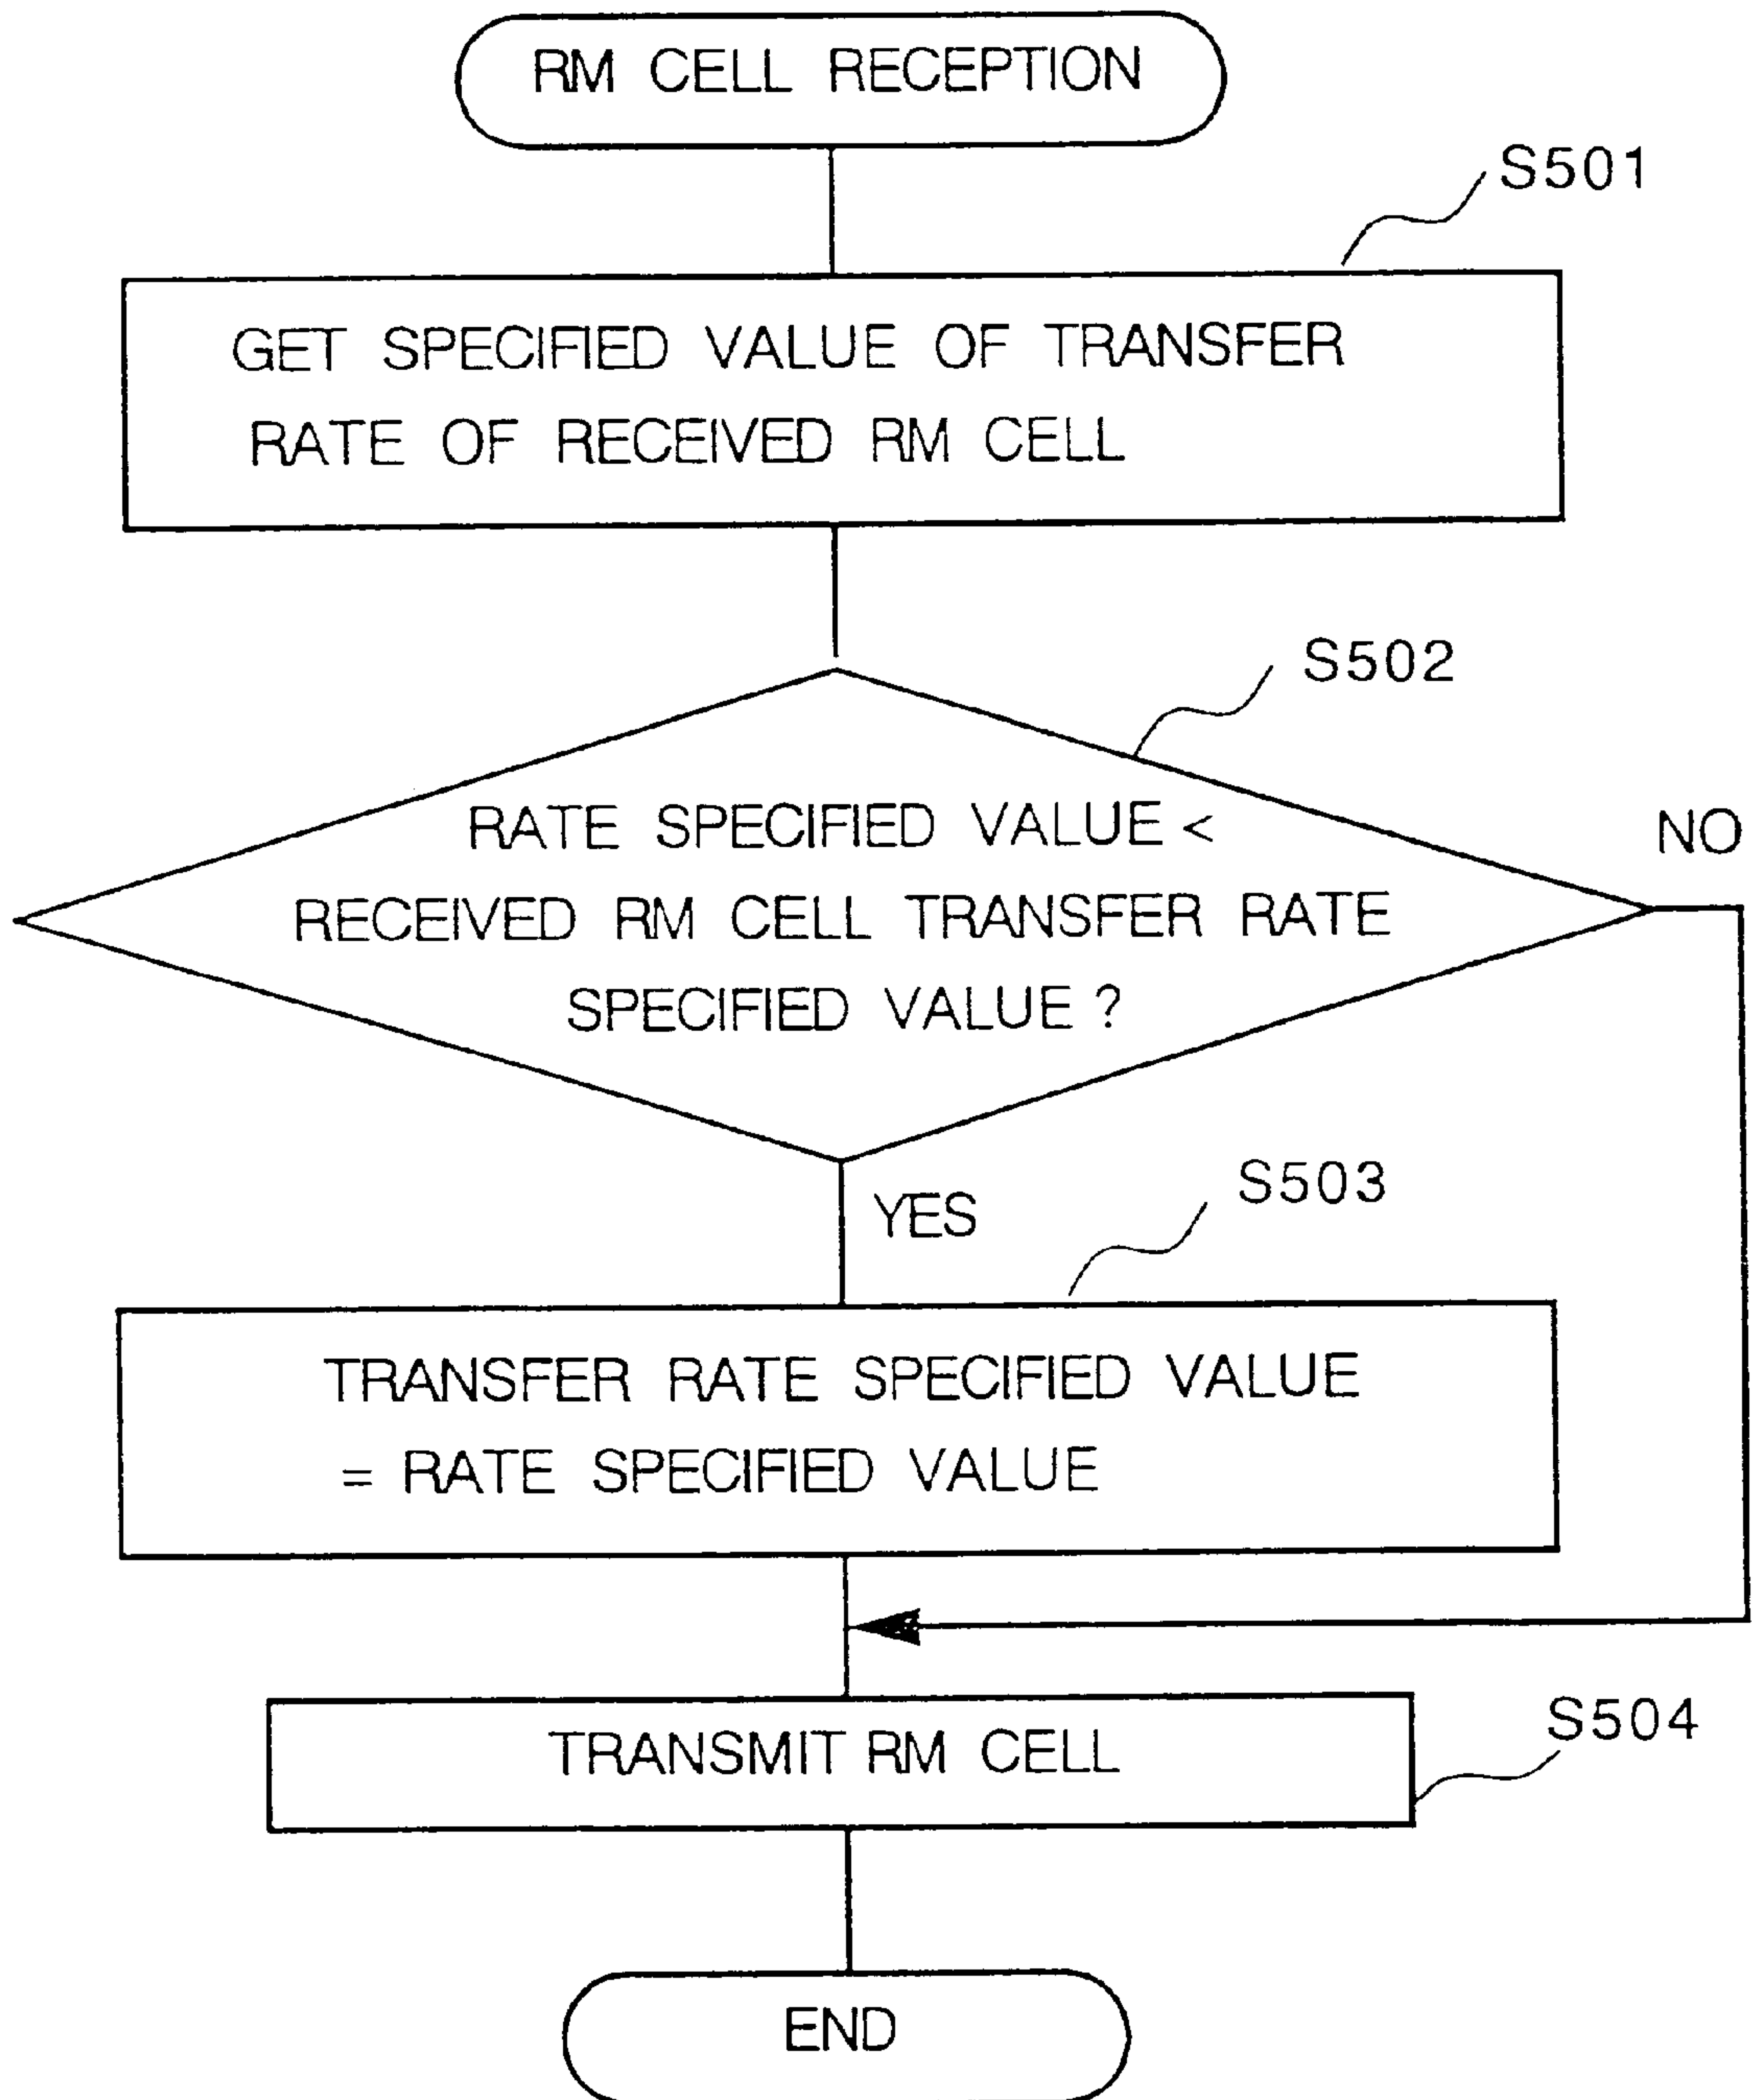 RM CELL RECEPTION
S501
GET SPECIFIED VALUE OF TRANSFER
RATE OF RECEIVED RM CELL
S502
RATE SPECIFIED VALUE <
RECEIVED RM CELL TRANSFER RATE
SPECIFIED VALUE ?
NO
YES
S503
TRANSFER RATE SPECIFIED VALUE
= RATE SPECIFIED VALUE
TRANSMIT RM CELL
S504
END